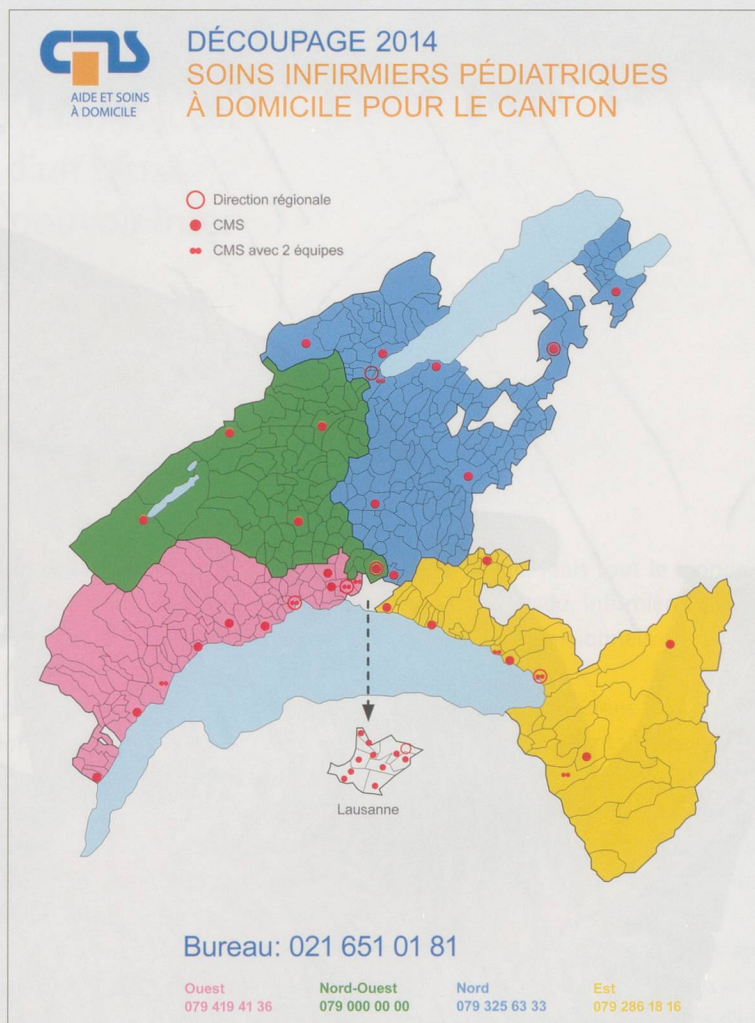 cms
AIDE ET SOINS
À DOMICILE
DÉCOUPAGE 2014
SOINS INFIRMIERS PÉDIATRIQUES
À DOMICILE POUR LE CANTON
Direction régionale
CMS
CMS avec 2 équipes
Lausanne
Bureau: 021 651 01 81
Ouest
079 419 41 36
Nord-Ouest
079 000 00 00
Nord
079 325 63 33
Est
079 286 18 16